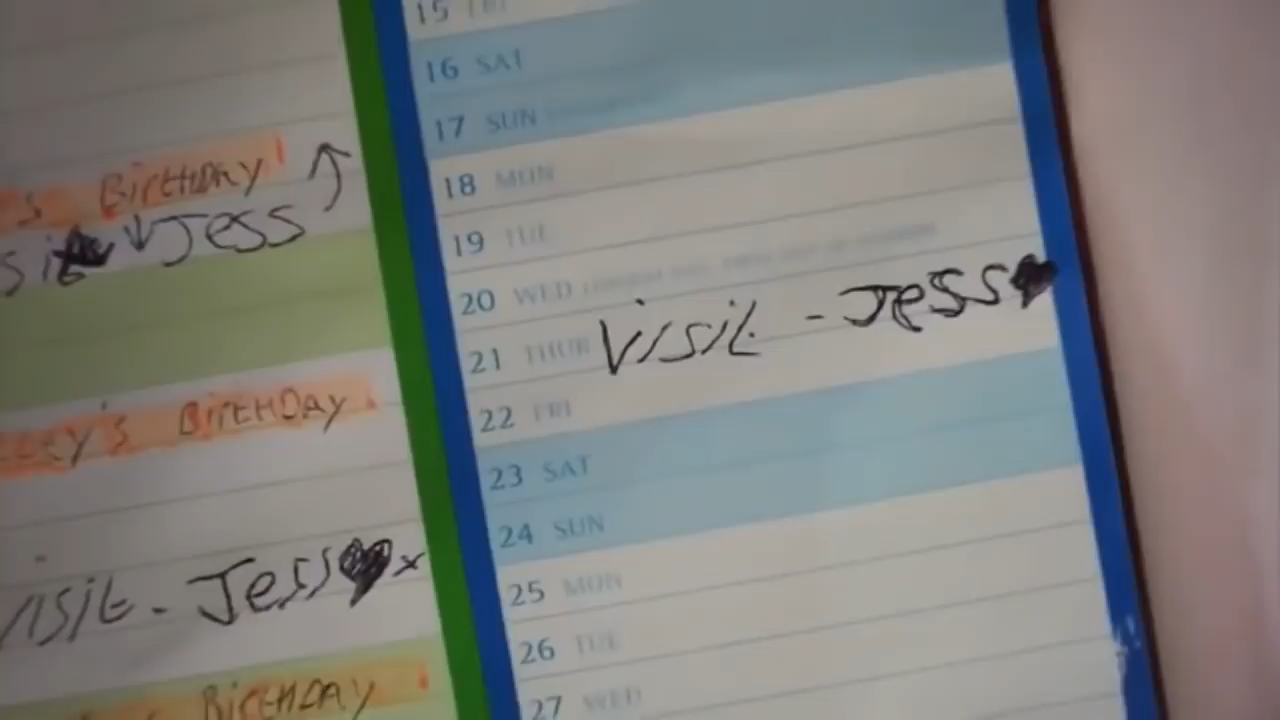 's Birthday
Jess
's Birthday
Visit - Jess x
Birthday
15 FRI
16 SAT
17 SUN
18 MON
19 TUE
20 WED
21 THUR Visit - Jess
22 FRI
23 SAT
24 SUN
25 MON
26 TUE
27 WED